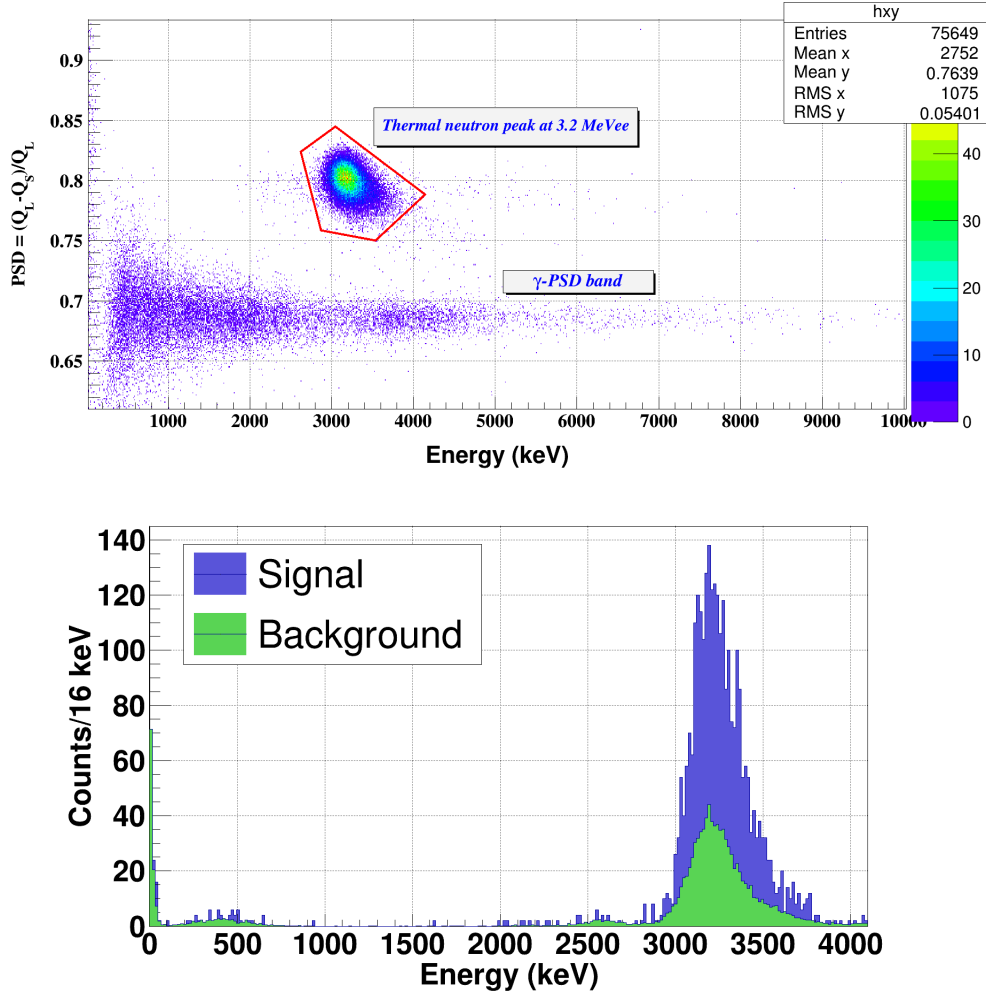 hxy
Entries 75649
Mean x 2752
Mean y 0.7639
RMS x 1075
RMS y 0.05401
PSD = (Q_L -Q_S)/Q_L
0.9
0.85
0.8
0.75
0.7
0.65
Thermal neutron peak at 3.2 MeVee
γ-PSD band
40
30
20
10
0
1000 2000 3000 4000 5000 6000 7000 8000 9000 10000
Energy (keV)
Counts/16 keV
140
120
100
80
60
40
20
0
Signal
Background
0 500 1000 1500 2000 2500 3000 3500 4000
Energy (keV)